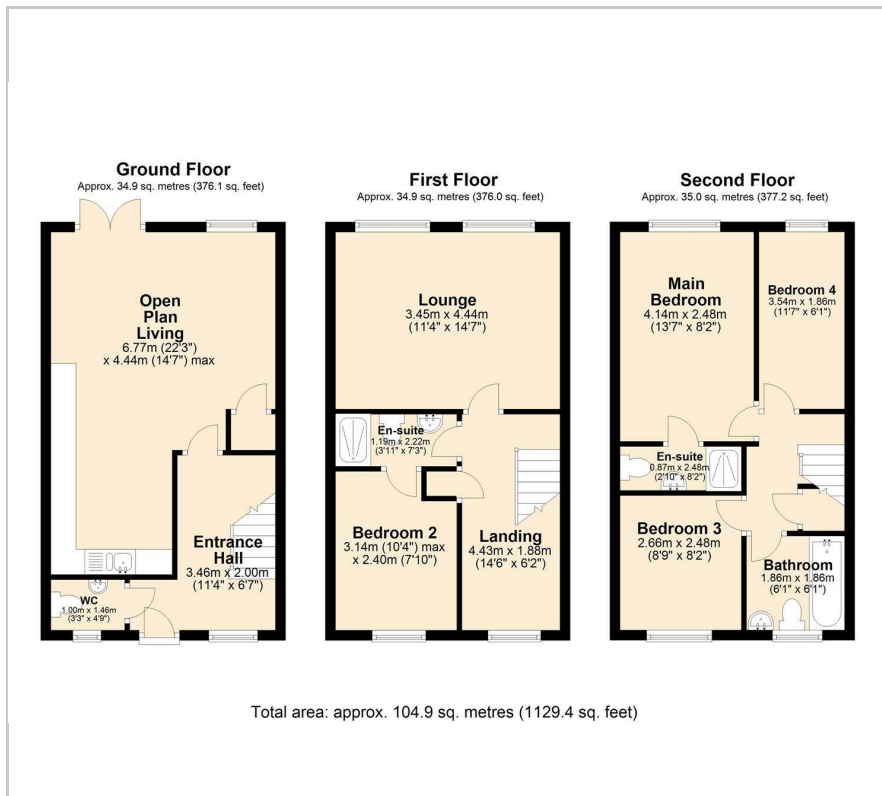 Ground Floor
Approx. 34.9 sq. metres (376.1 sq. feet)
Open
Plan
Living
6.77m (22'3")
x 4.44m (14'7") max
Entrance
Hall
3.46m x 2.00m
(11'4" x 6'7")
WC
1.00m x 1.46m
(3'3" x 4'9")
First Floor
Approx. 34.9 sq. metres (376.0 sq. feet)
Lounge
3.45m x 4.44m
(11'4" x 14'7")
En-suite
1.19m x 2.22m
(3'11" x 7'3")
Bedroom 2
3.14m (10'4") max
x 2.40m (7'10")
Landing
4.43m x 1.88m
(14'6" x 6'2")
Second Floor
Approx. 35.0 sq. metres (377.2 sq. feet)
Main
Bedroom
4.14m x 2.48m
(13'7" x 8'2")
Bedroom 4
3.54m x 1.86m
(11'7" x 6'1")
En-suite
0.87m x 2.48m
(2'10" x 8'2")
Bedroom 3
2.66m x 2.48m
(8'9" x 8'2")
Bathroom
1.86m x 1.86m
(6'1" x 6'1")
Total area: approx. 104.9 sq. metres (1129.4 sq. feet)